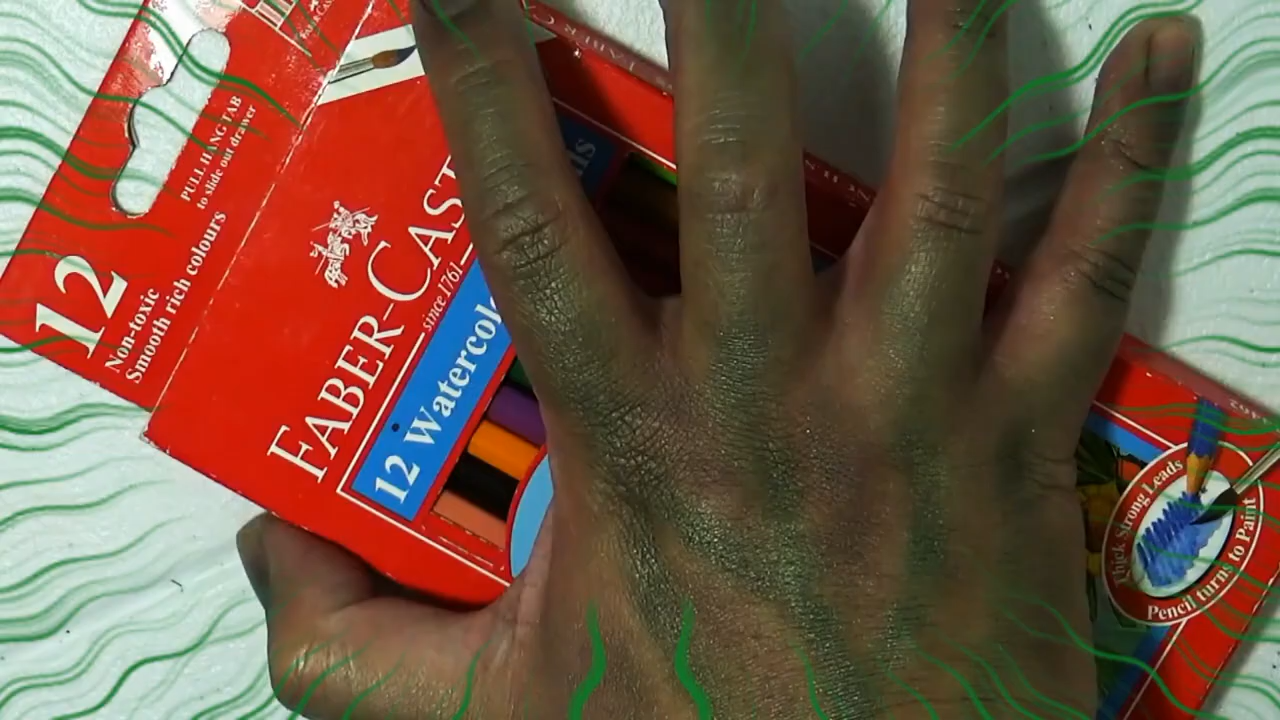 PULL HANG TAB
to slide out drawer
12
Non-toxic
Smooth rich colours
FABER-CAST
since 1761
12 Watercol
Thick Strong Leads
Pencil turns to Paint